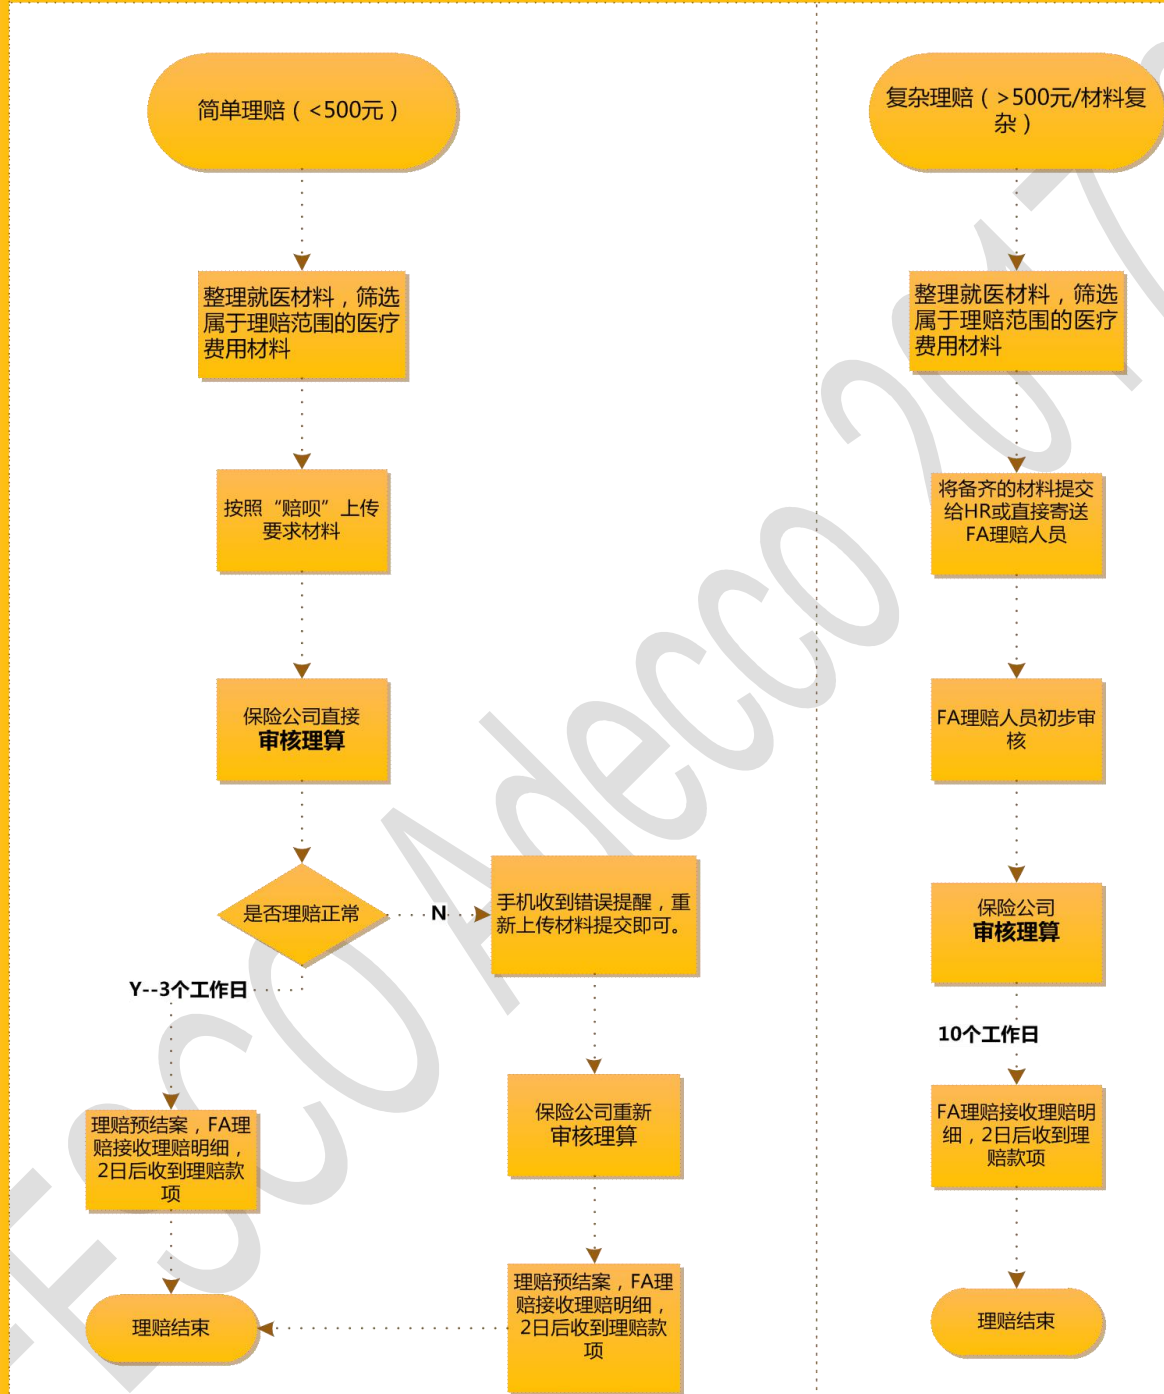 简单理赔（<500元）
整理就医材料，筛选
属于理赔范围的医疗
费用材料
按照“赔呗”上传
要求材料
保险公司直接
审核理算
是否理赔正常
N
手机收到错误提醒，重
新上传材料提交即可。
Y--3个工作日
保险公司重新
审核理算
理赔预结案，FA理
赔接收理赔明细，
2日后收到理赔款
项
理赔预结案，FA理
赔接收理赔明细，
2日后收到理赔款
项
理赔结束
复杂理赔（>500元/材料复
杂）
整理就医材料，筛选
属于理赔范围的医疗
费用材料
将备齐的材料提交
给HR或直接寄送
FA理赔人员
FA理赔人员初步审
核
保险公司
审核理算
10个工作日
FA理赔接收理赔明
细，2日后收到理
赔款项
理赔结束
FESCO Adecco 2017